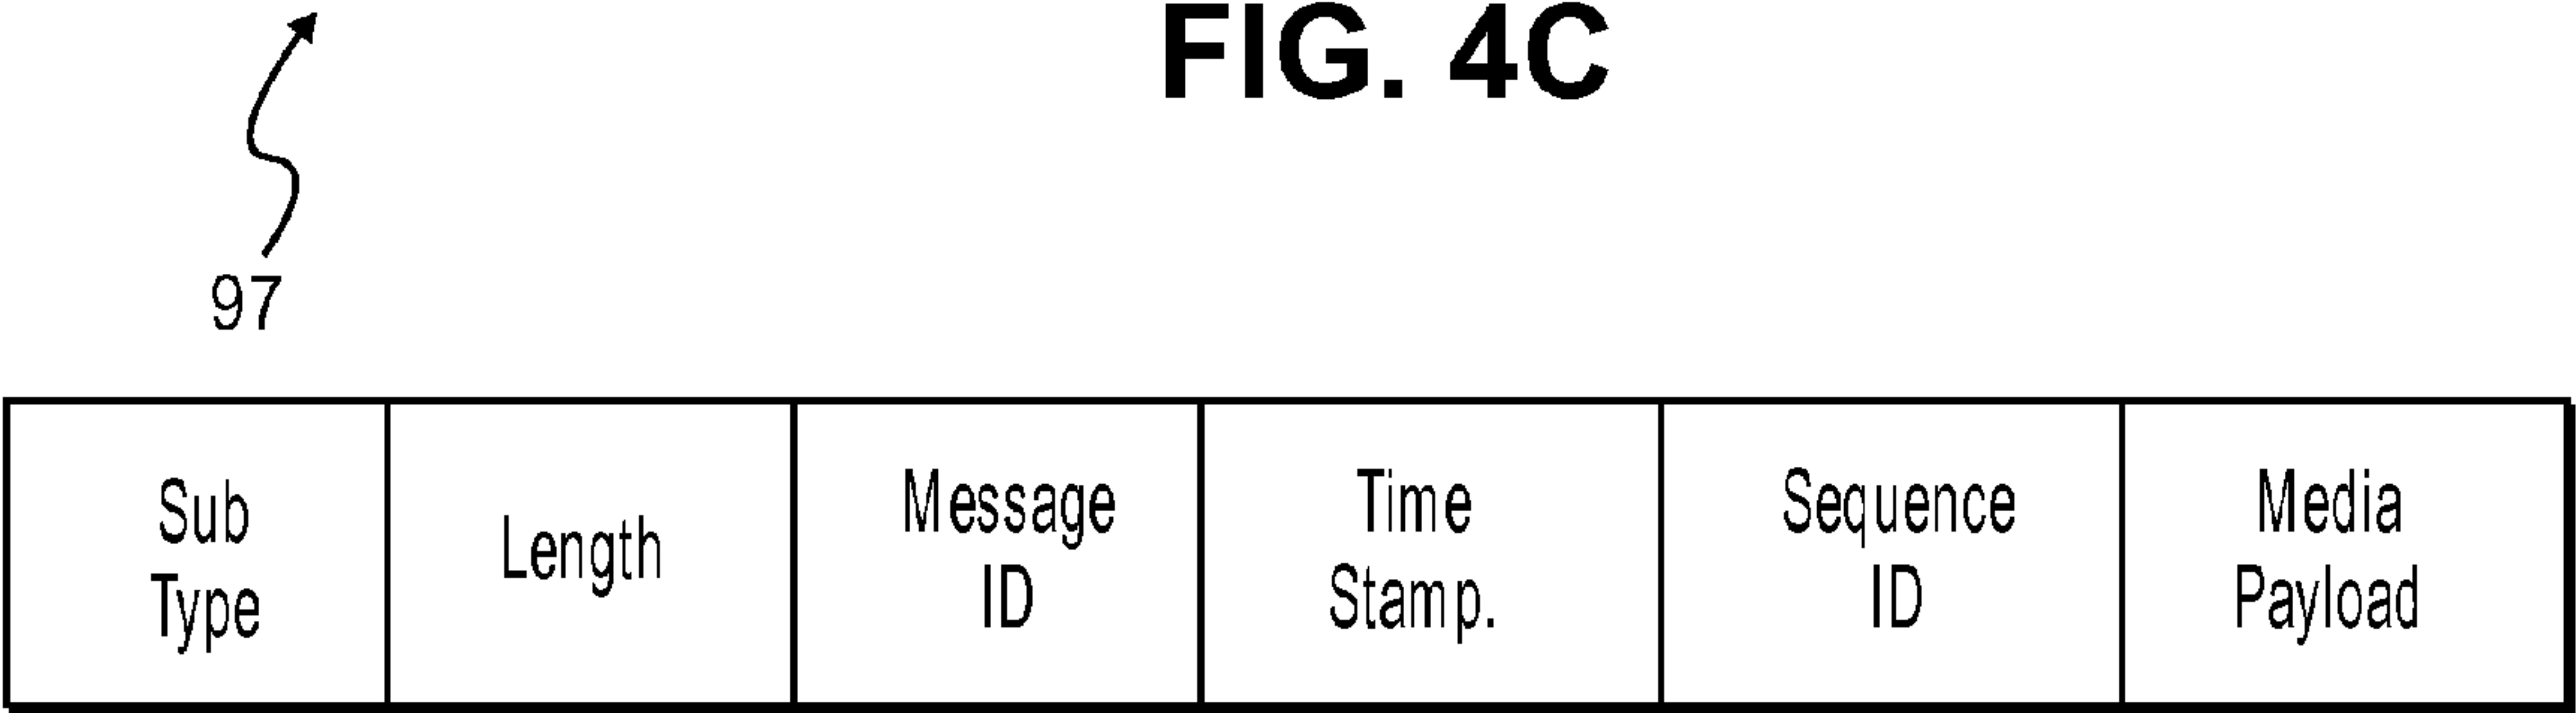 FIG. 4C
97
Sub
Type
Length
Message
ID
Time
Stamp.
Sequence
ID
Media
Payload